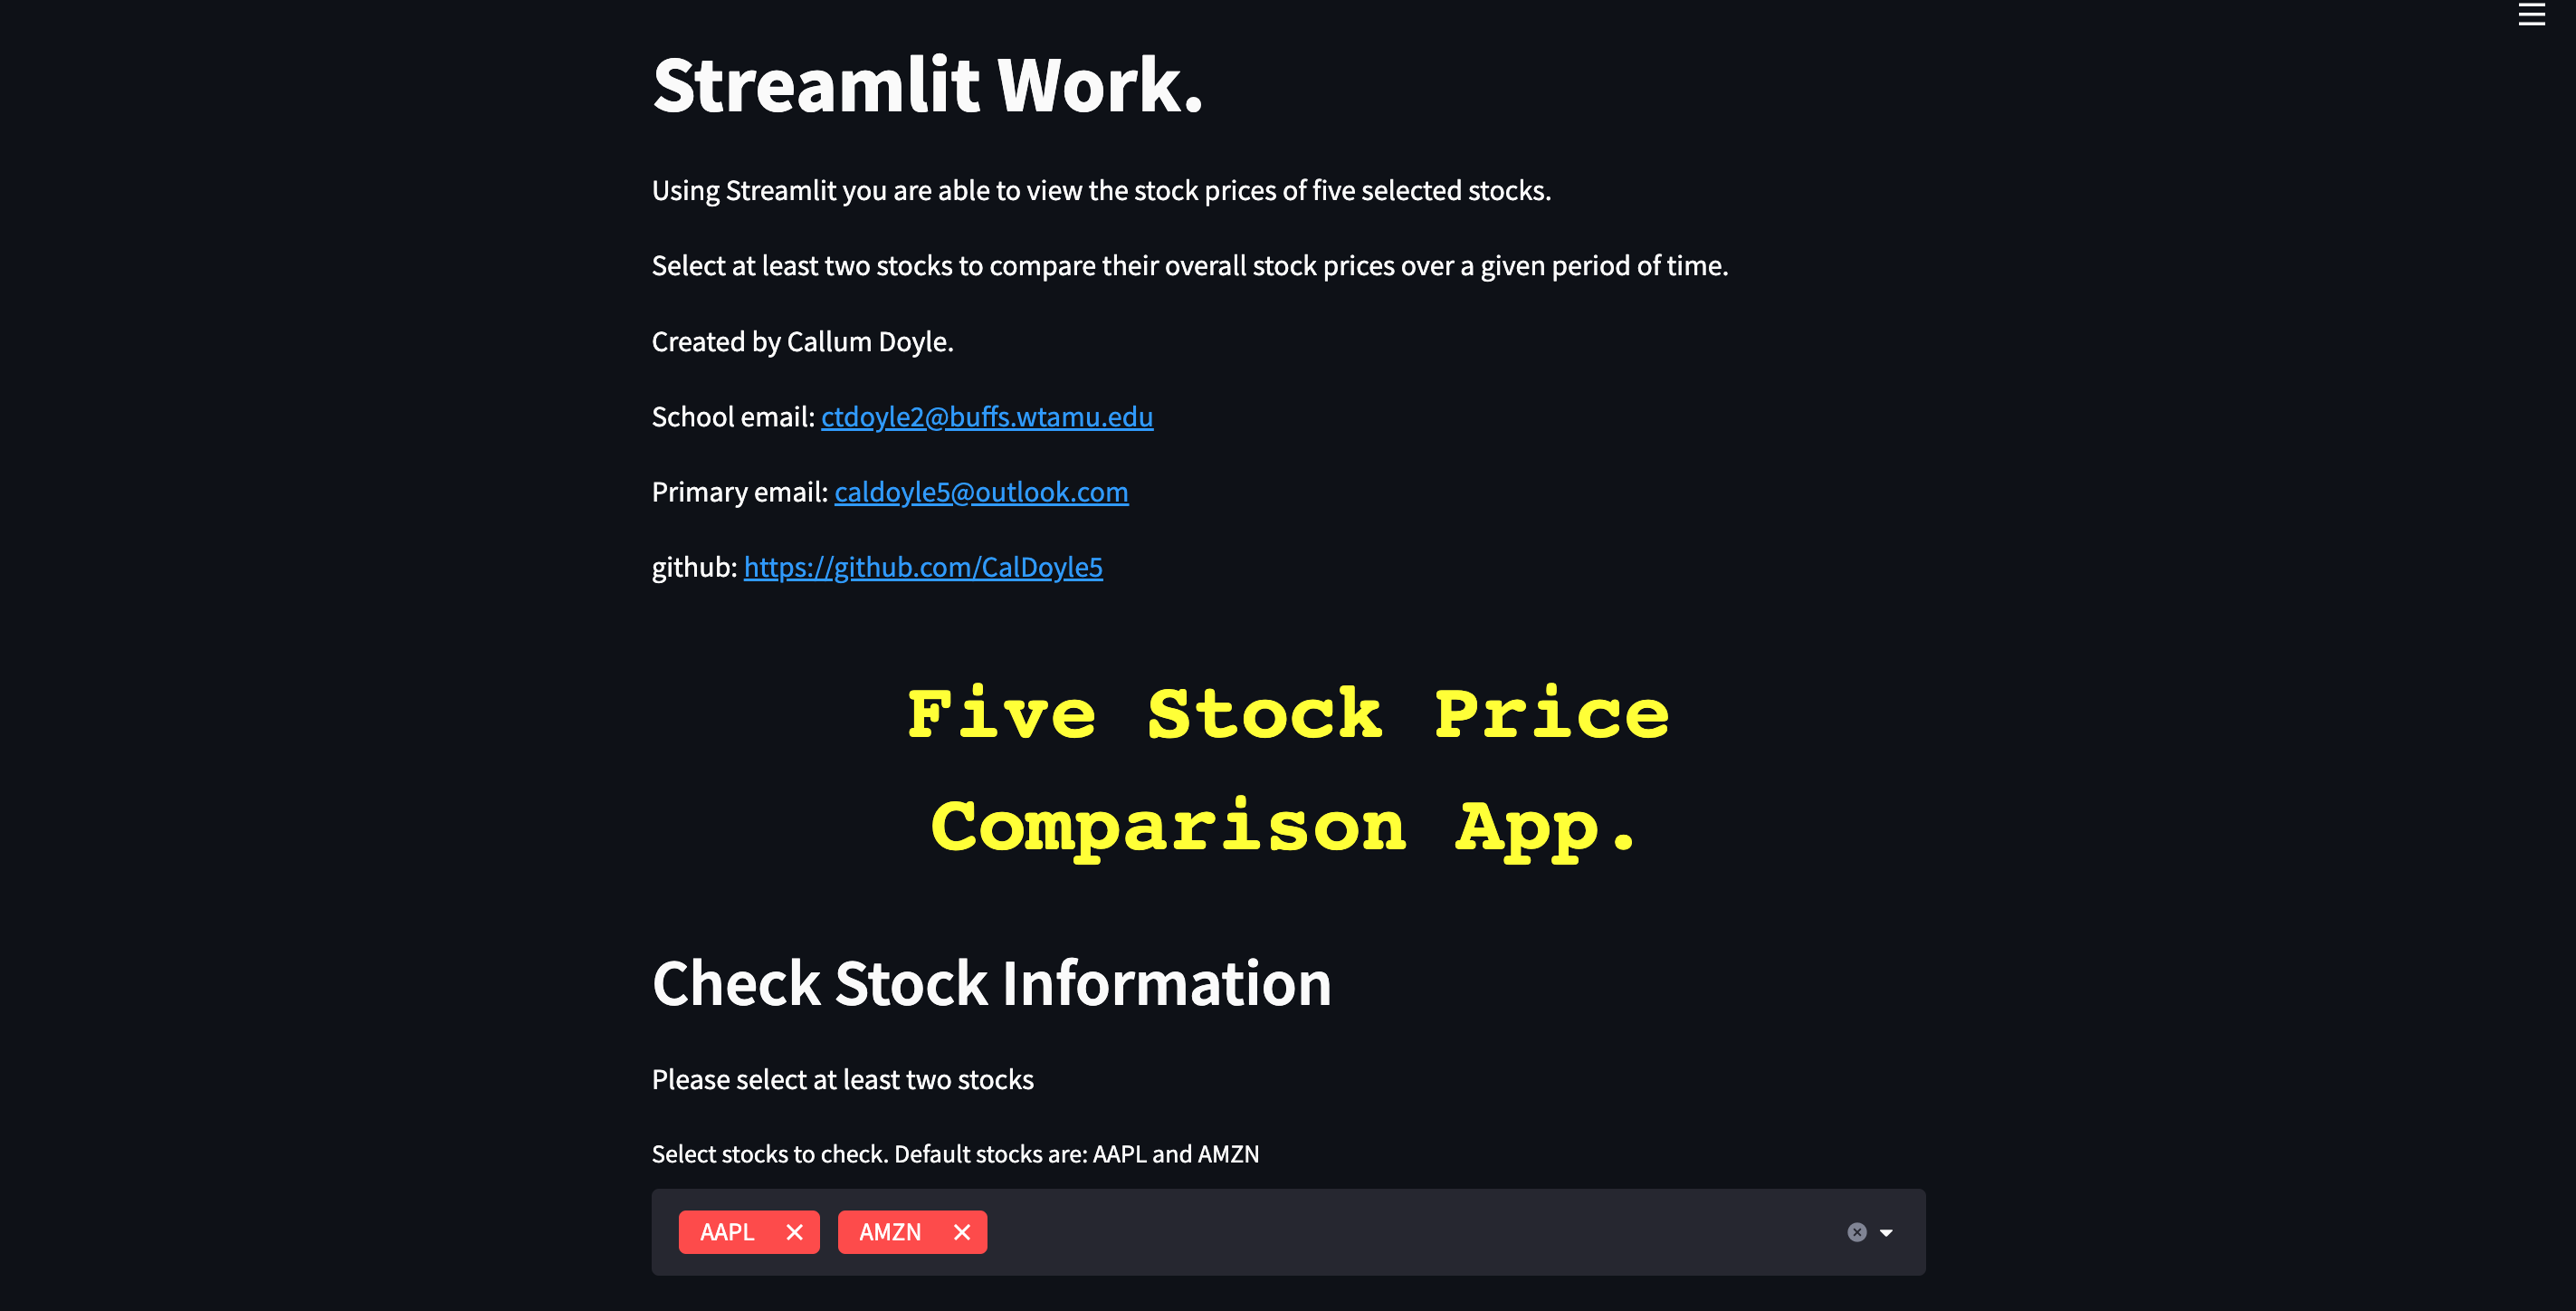 Streamlit Work.
Using Streamlit you are able to view the stock prices of five selected stocks.
Select at least two stocks to compare their overall stock prices over a given period of time.
Created by Callum Doyle.
School email: ctdoyle2@buffs.wtamu.edu
Primary email: caldoyle5@outlook.com
github: https://github.com/CalDoyle5
Five Stock Price
Comparison App.
Check Stock Information
Please select at least two stocks
Select stocks to check. Default stocks are: AAPL and AMZN
AAPL AMZN